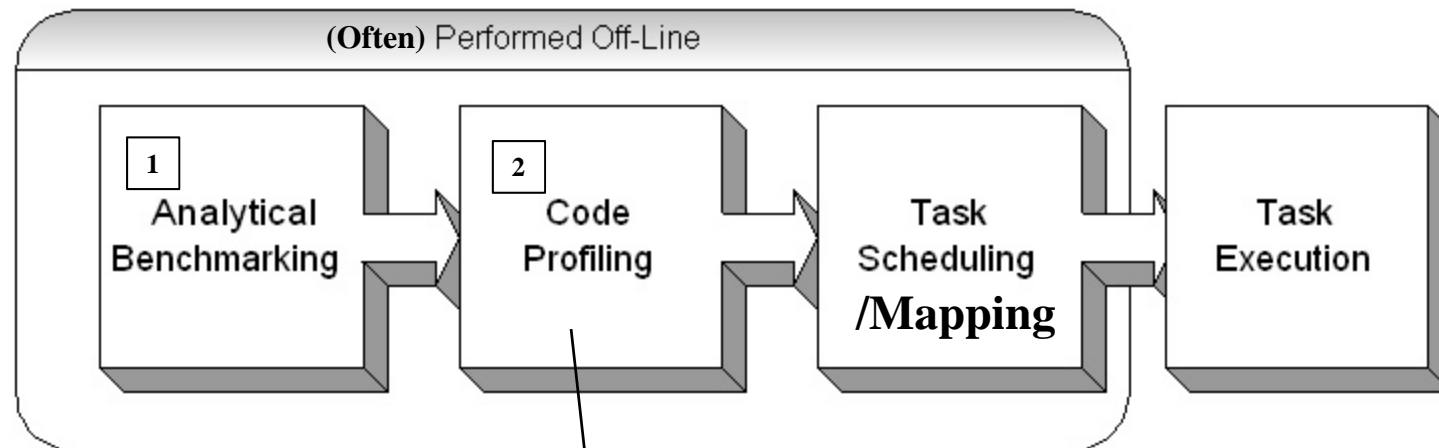 (Often) Performed Off-Line
1
Analytical
Benchmarking
2
Code
Profiling
Task
Scheduling
/Mapping
Task
Execution